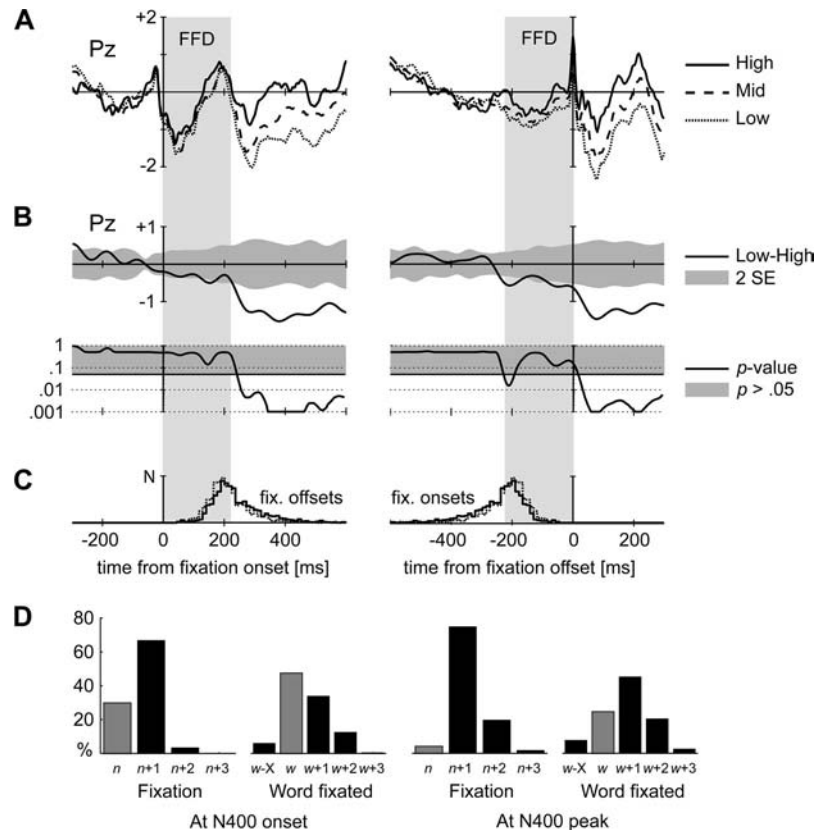 A
+2
Pz
FFD
-2
FFD
High
Mid
Low
B
Pz
+1
-1
Low-High
2 SE
1
.1
.01
.001
p-value
p > .05
C
N
fix. offsets
fix. onsets
-200 0 200 400
-400 -200 0 200
time from fixation onset [ms]
time from fixation offset [ms]
D
80
60
40
20
%
n n+1 n+2 n+3
w-X w w+1 w+2 w+3
n n+1 n+2 n+3
w-X w w+1 w+2 w+3
Fixation
Word fixated
Fixation
Word fixated
At N400 onset
At N400 peak